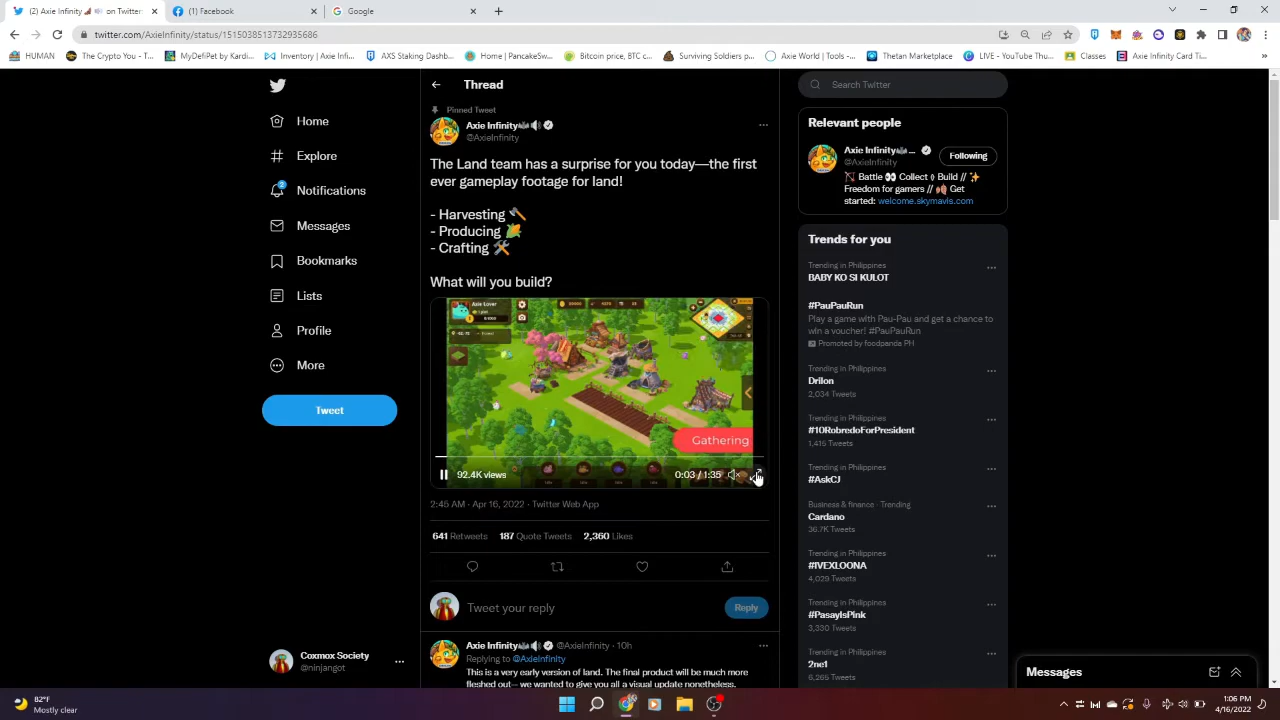 (2) Axie Infinity on Twitter
(1) Facebook
Google
twitter.com/AxieInfinity/status/1515038513732935686
HUMAN
(1) Twitter
MyDefiPet by Kardi...
Inventory | Axie Infi...
AXS Staking Dashb...
Home | PancakeSw...
Bitcoin price, BTC c...
Surviving Soldiers p...
Axie World | Tools -...
Thetan Marketplace
LIVE - YouTube Thu...
Classes
Axie Infinity Card Ti...
»
Home
Explore
2
Notifications
Messages
Bookmarks
Lists
Profile
More
Tweet
Coxmox Society
@ninjangot
Thread
Pinned Tweet
Axie Infinity
@AxieInfinity
The Land team has a surprise for you today—the first
ever gameplay footage for land!
- Harvesting
- Producing
- Crafting
What will you build?
Axie Lover
Gathering
92.4K views
0:03 / 1:35
2:45 AM · Apr 16, 2022 · Twitter Web App
641 Retweets 187 Quote Tweets 2,360 Likes
Tweet your reply
Reply
Axie Infinity @AxieInfinity · 10h
Replying to @AxieInfinity
This is a very early version of land. The final product will be much more
fleshed out— we wanted to give you all a visual update nonetheless.
Search Twitter
Relevant people
Axie Infinity ...
@AxieInfinity
Following
Battle Collect Build //
Freedom for gamers // Get
started: welcome.skymavis.com
Trends for you
Trending in Philippines
BABY KO SI KULOT
#PauPauRun
Play a game with Pau-Pau and get a chance to
win a voucher! #PauPauRun
Promoted by foodpanda PH
Trending in Philippines
Drilon
2,034 Tweets
Trending in Philippines
#10RobredoForPresident
1,415 Tweets
Trending in Philippines
#AskCJ
Business & finance · Trending
Cardano
36.7K Tweets
Trending in Philippines
#IVEXLOONA
4,029 Tweets
Trending in Philippines
#PasayIsPink
3,330 Tweets
Trending in Philippines
2ne1
6,265 Tweets
Messages
82°F
Mostly clear
1:06 PM
4/16/2022